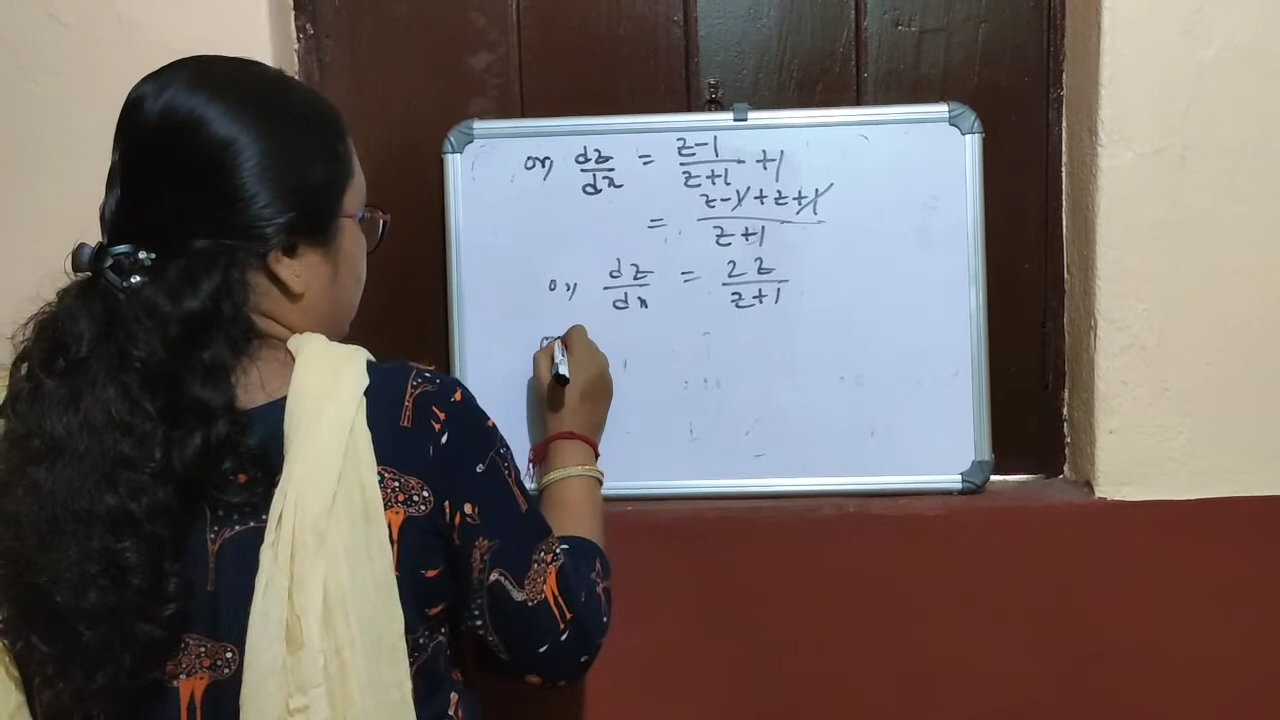 or, dz/dx = z-1/z+1 + 1
= z-1+z+1/z+1
or, dz/dx = 2z/z+1